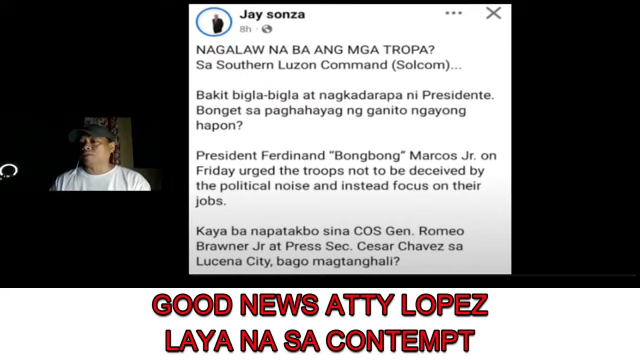 Jay sonza
8h
NAGALAW NA BA ANG MGA TROPA?
Sa Southern Luzon Command (Solcom)...
Bakit bigla-bigla at nagkadarapa ni Presidente.
Bonget sa paghahayag ng ganito ngayong
hapon?
President Ferdinand “Bongbong” Marcos Jr. on
Friday urged the troops not to be deceived by
the political noise and instead focus on their
jobs.
Kaya ba napatakbo sina COS Gen. Romeo
Brawner Jr at Press Sec. Cesar Chavez sa
Lucena City, bago magtanghali?
GOOD NEWS ATTY LOPEZ
LAYA NA SA CONTEMPT